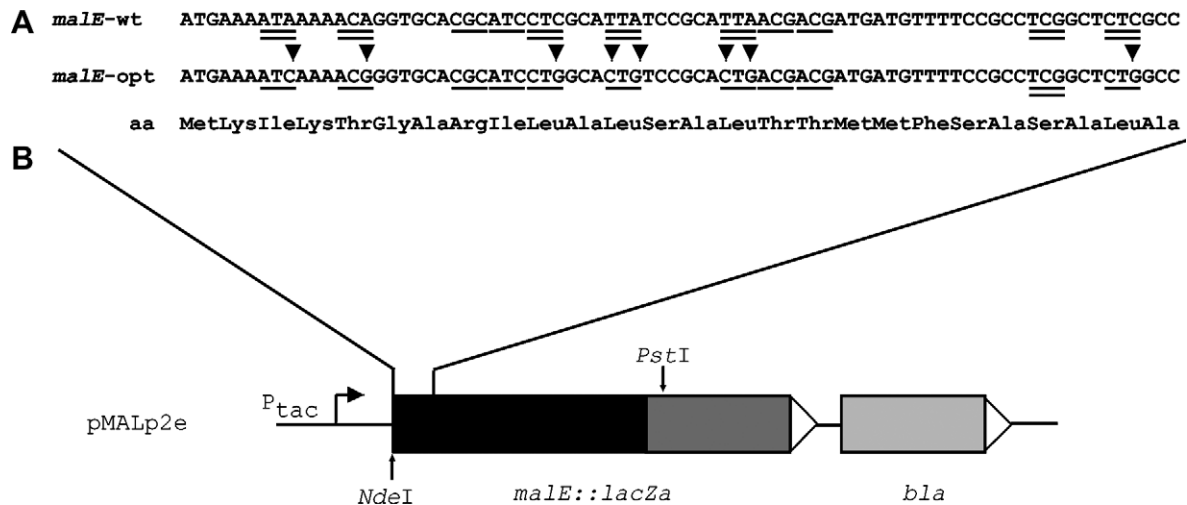 A malE-wt ATGAAAATAAAAACAGGTGCACGCATCCTCGCATTATCCGCATTAACGACGATGATGTTTTCCGCCTCGGCTCTCGCC
malE-opt ATGAAAATCAAAACGGGTGCACGCATCCTGGCACTGTCCGCACTGACGACGATGATGTTTTCCGCCTCGGCTCTGGCC
aa MetLysIleLysThrGlyAlaArgIleLeuAlaLeuSerAlaLeuThrThrMetMetPheSerAlaSerAlaLeuAla
B
PstI
Ptac
pMALp2e
NdeI malE::lacZa bla